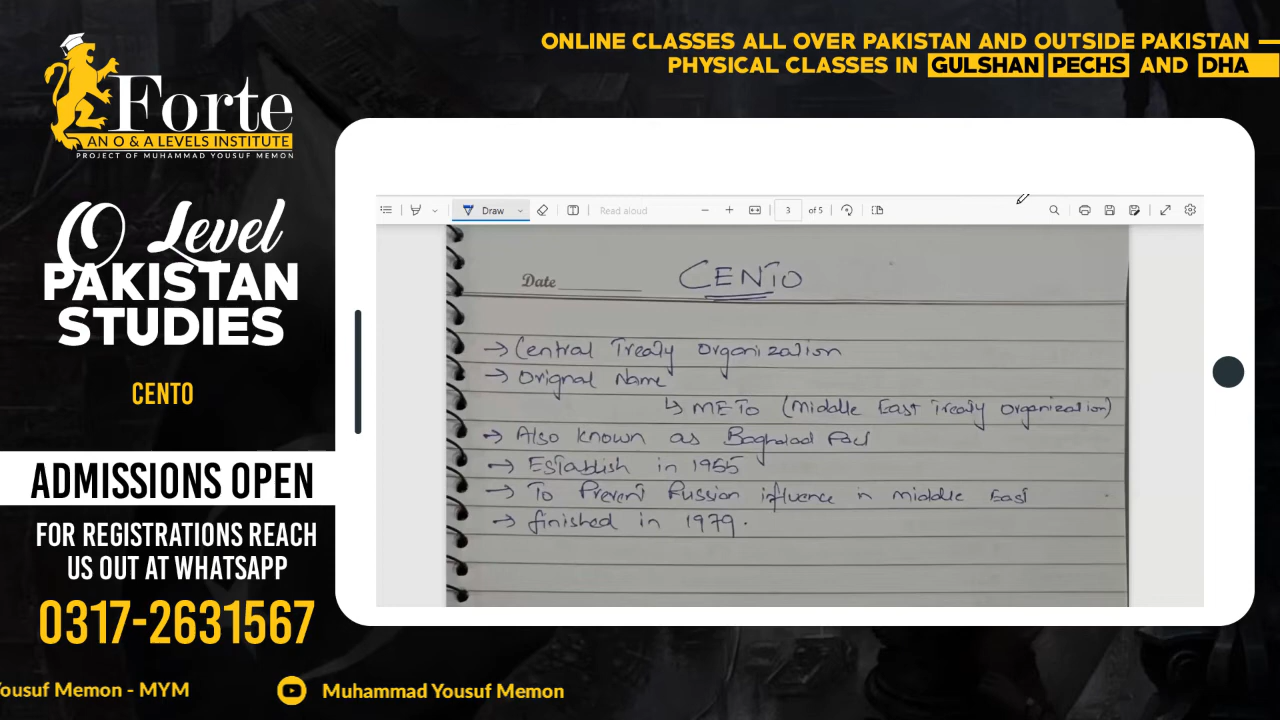 Forte
AN O & A LEVELS INSTITUTE
PROJECT OF MUHAMMAD YOUSUF MEMON
ONLINE CLASSES ALL OVER PAKISTAN AND OUTSIDE PAKISTAN
PHYSICAL CLASSES IN GULSHAN PECHS AND DHA
O Level
PAKISTAN
STUDIES
CENTO
ADMISSIONS OPEN
FOR REGISTRATIONS REACH
US OUT AT WHATSAPP
0317-2631567
Draw
Read aloud
3 of 5
Date
CENTO
→ Central Treaty Organization
→ Orignal Name
↳ METO (Middle East Treaty Organization)
→ Also known as Baghdad Pact
→ Establish in 1955
→ To Prevent Russion influence in middle East
→ finished in 1979.
ousuf Memon - MYM
Muhammad Yousuf Memon